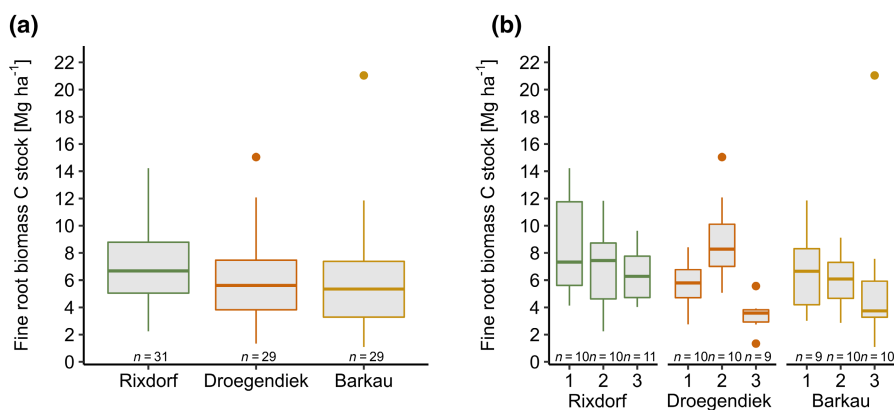 (a)
Fine root biomass C stock [Mg ha⁻¹]
22
20
18
16
14
12
10
8
6
4
2
0
n = 31
n = 29
n = 29
Rixdorf
Droegendiek
Barkau
(b)
Fine root biomass C stock [Mg ha⁻¹]
22
20
18
16
14
12
10
8
6
4
2
0
n = 10 n = 10 n = 11
n = 10 n = 10 n = 9
n = 9 n = 10 n = 10
1 2 3
1 2 3
1 2 3
Rixdorf
Droegendiek
Barkau